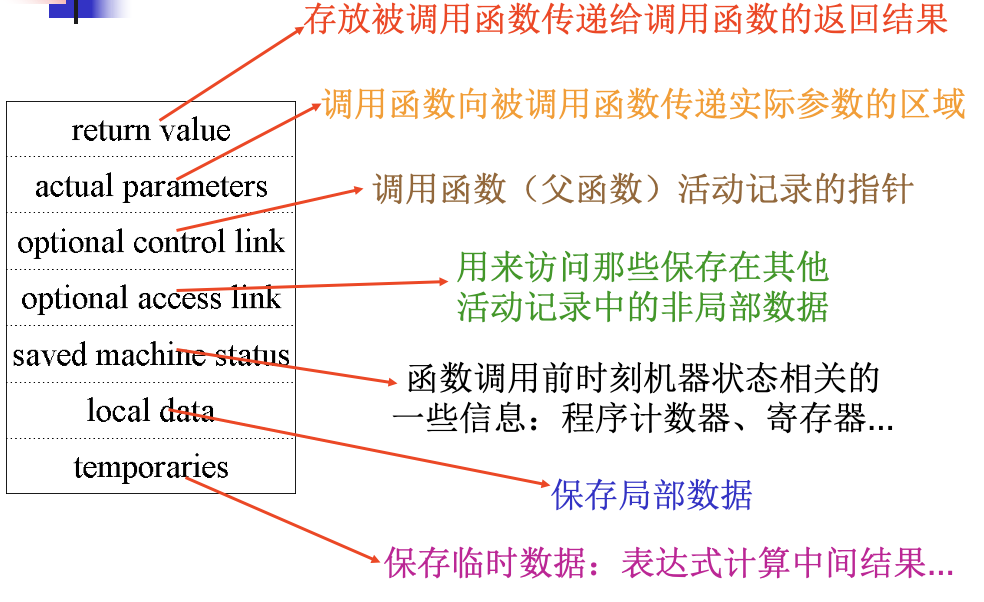 存放被调用函数传递给调用函数的返回结果
调用函数向被调用函数传递实际参数的区域
return value
actual parameters
调用函数（父函数）活动记录的指针
optional control link
用来访问那些保存在其他
活动记录中的非局部数据
optional access link
saved machine status
函数调用前时刻机器状态相关的
一些信息：程序计数器、寄存器...
local data
temporaries
保存局部数据
保存临时数据：表达式计算中间结果...